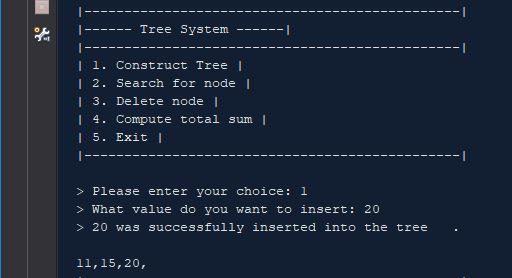 |-----------------------------------------------|
|------ Tree System ------|
|-----------------------------------------------|
| 1. Construct Tree |
| 2. Search for node |
| 3. Delete node |
| 4. Compute total sum |
| 5. Exit |
|-----------------------------------------------|
> Please enter your choice: 1
> What value do you want to insert: 20
> 20 was successfully inserted into the tree   .
11,15,20,